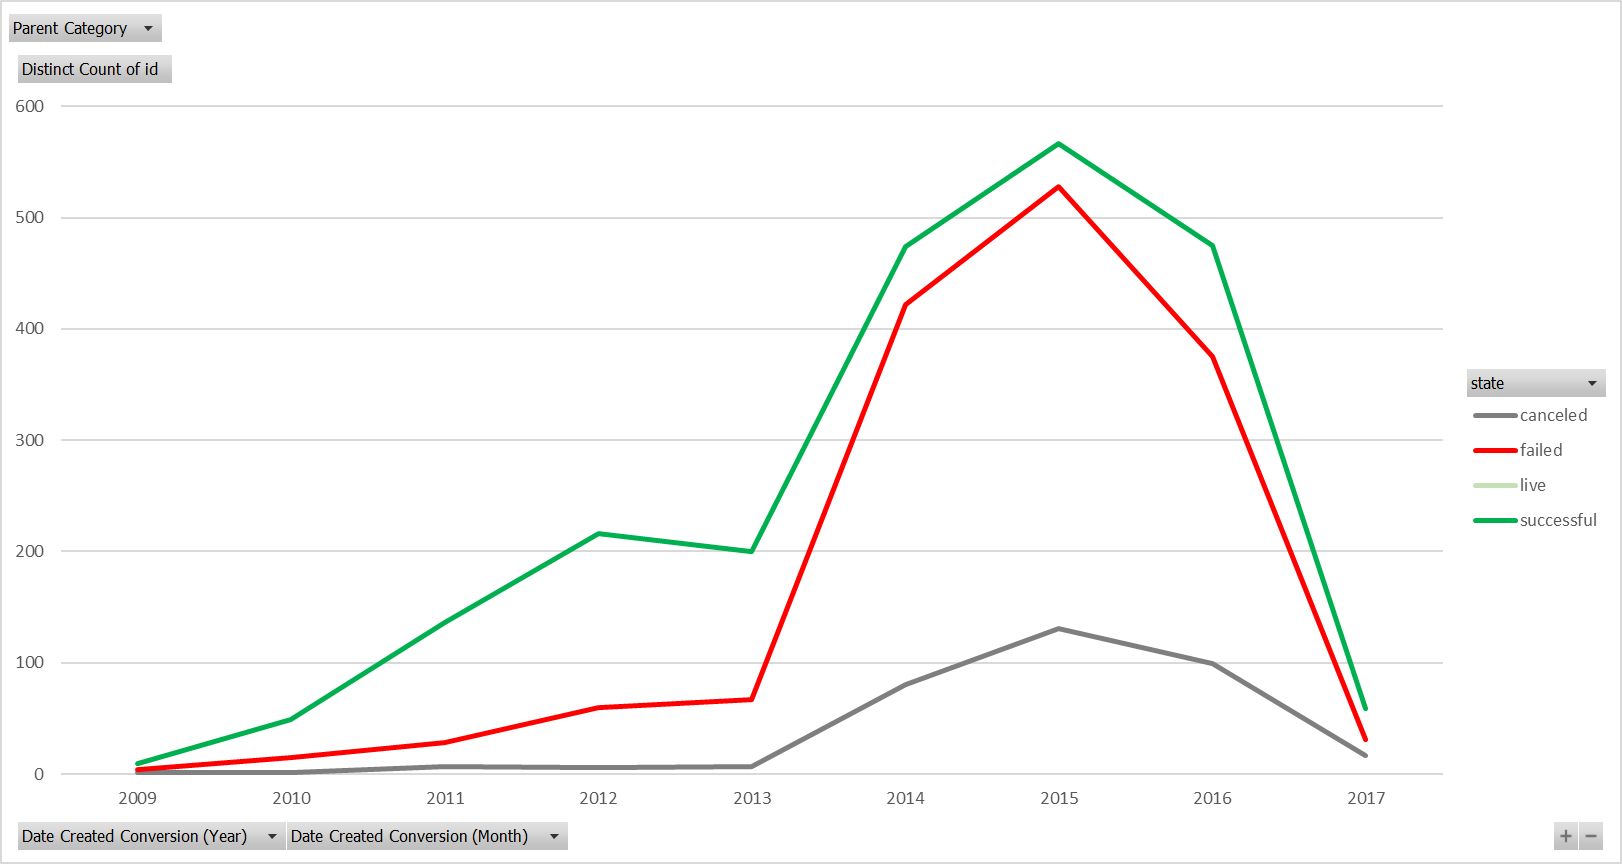 Parent Category
Distinct Count of id
600
500
400
300
200
100
0
2009 2010 2011 2012 2013 2014 2015 2016 2017
state
canceled
failed
live
successful
Date Created Conversion (Year) Date Created Conversion (Month)
+ −